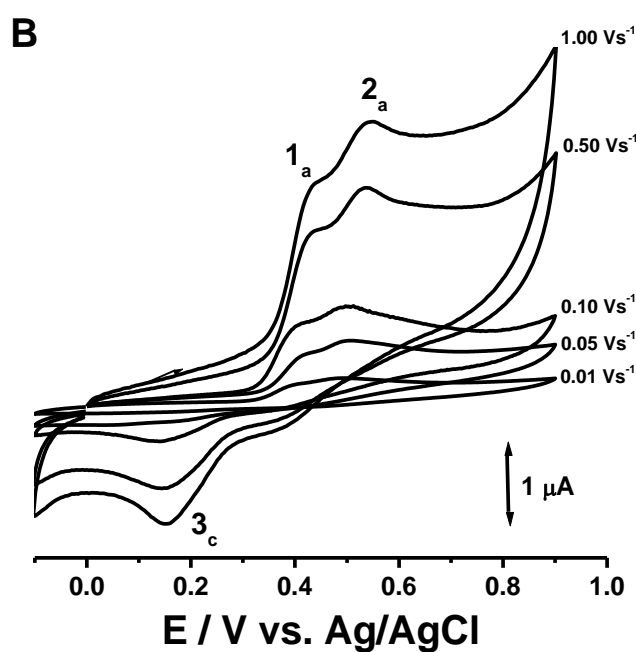 B
1.00 Vs⁻¹
2a
0.50 Vs⁻¹
1a
0.10 Vs⁻¹
0.05 Vs⁻¹
0.01 Vs⁻¹
1 μA
3c
0.0 0.2 0.4 0.6 0.8 1.0
E / V vs. Ag/AgCl